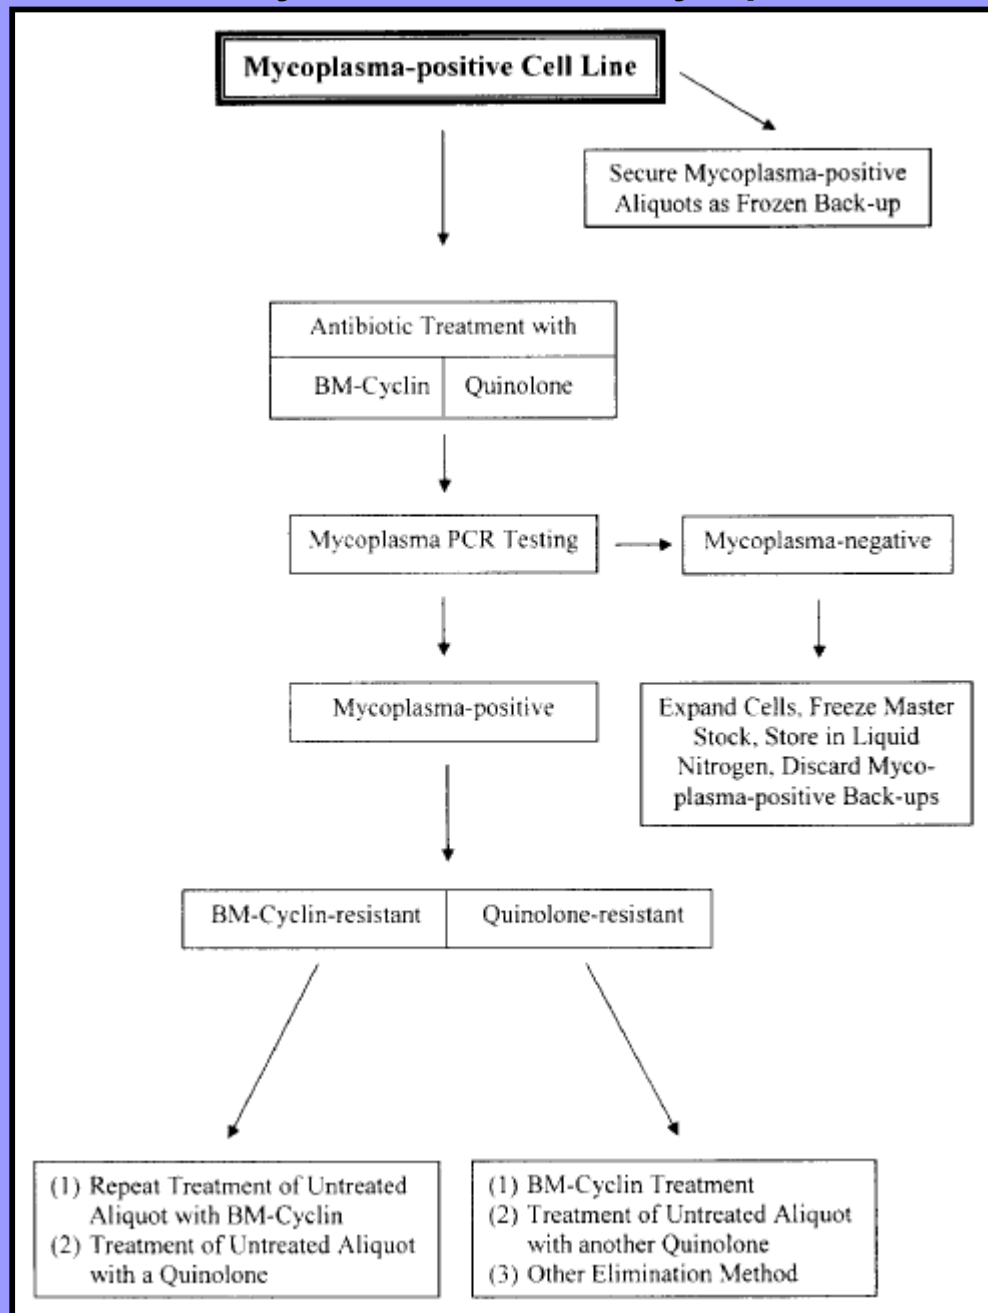 Mycoplasma-positive Cell Line
Secure Mycoplasma-positive
Aliquots as Frozen Back-up
Antibiotic Treatment with
BM-Cyclin
Quinolone
Mycoplasma PCR Testing
Mycoplasma-negative
Mycoplasma-positive
Expand Cells, Freeze Master
Stock, Store in Liquid
Nitrogen, Discard Myco-
plasma-positive Back-ups
BM-Cyclin-resistant
Quinolone-resistant
(1) Repeat Treatment of Untreated
Aliquot with BM-Cyclin
(2) Treatment of Untreated Aliquot
with a Quinolone
(1) BM-Cyclin Treatment
(2) Treatment of Untreated Aliquot
with another Quinolone
(3) Other Elimination Method